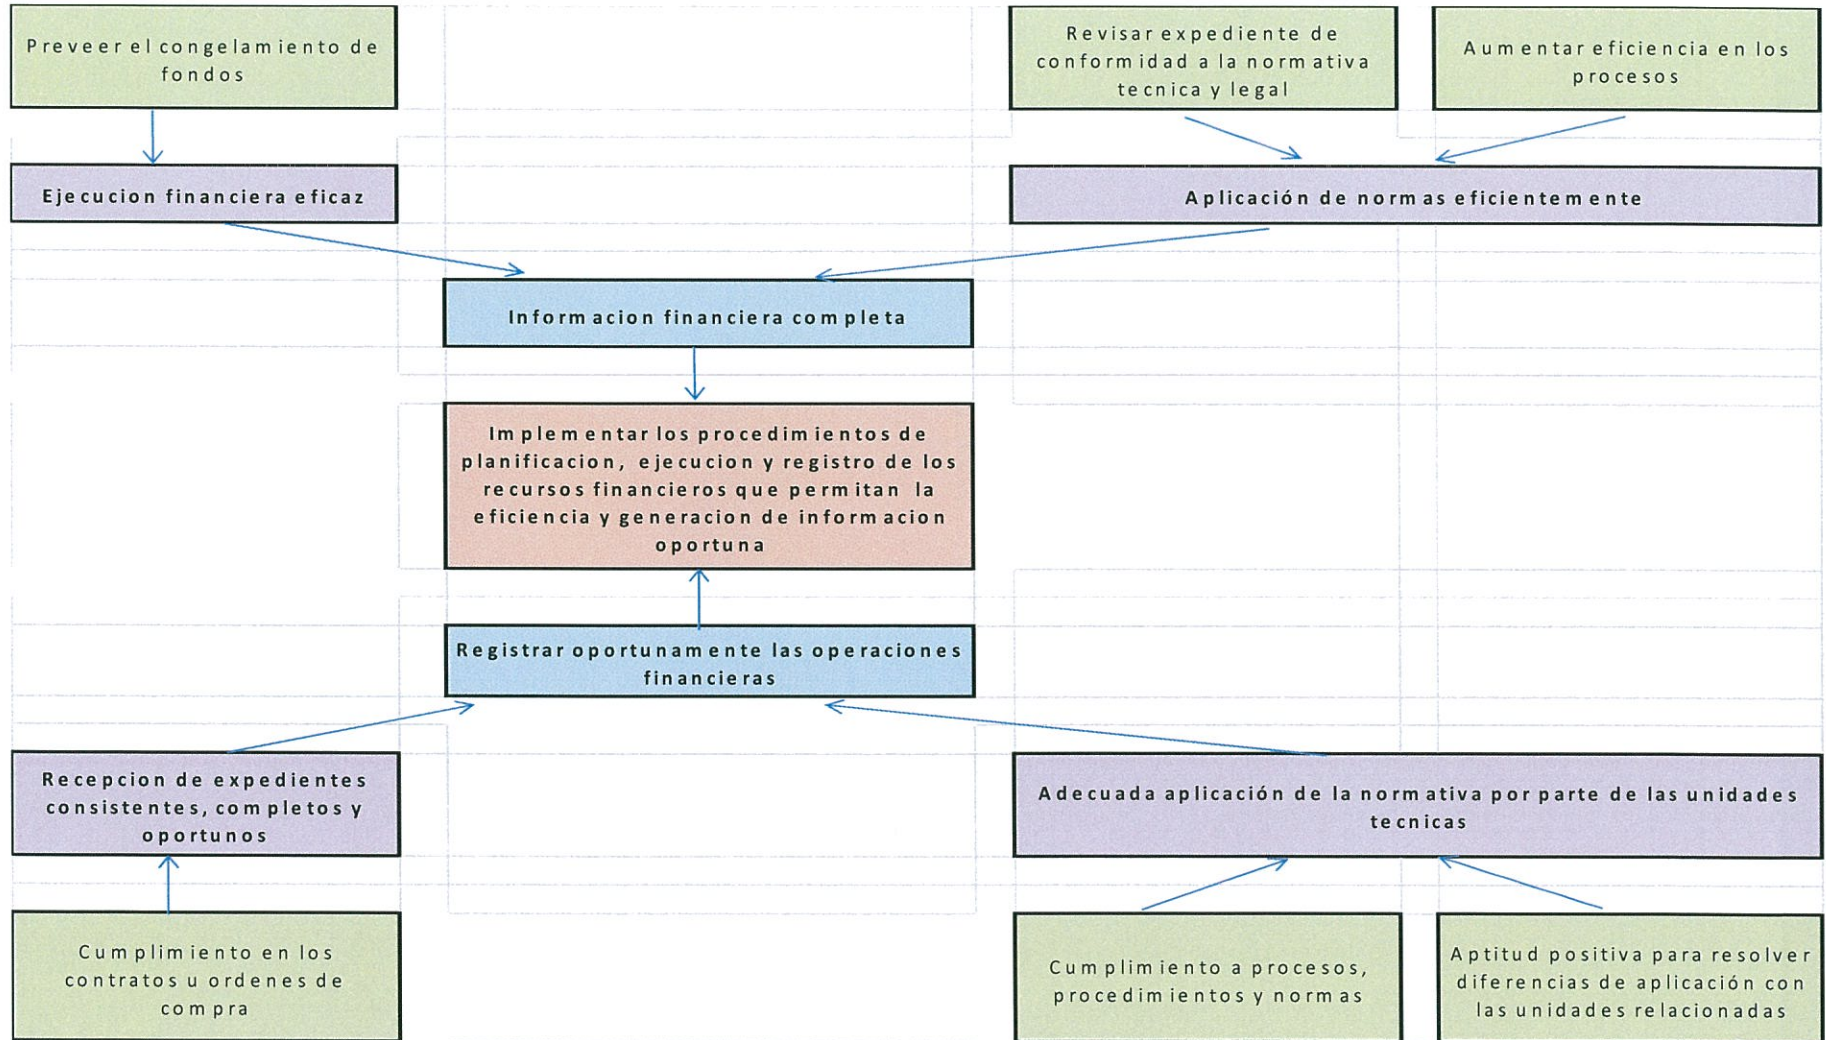 Preveer el congelamiento de
fondos
Revisar expediente de
conformidad a la normativa
tecnica y legal
Aumentar eficiencia en los
procesos
Ejecucion financiera eficaz
Aplicación de normas eficientemente
Informacion financiera completa
Implementar los procedimientos de
planificacion, ejecucion y registro de los
recursos financieros que permitan la
eficiencia y generacion de informacion
oportuna
Registrar oportunamente las operaciones
financieras
Recepcion de expedientes
consistentes, completos y
oportunos
Adecuada aplicación de la normativa por parte de las unidades
tecnicas
Cumplimiento en los
contratos u ordenes de
compra
Cumplimiento a procesos,
procedimientos y normas
Aptitud positiva para resolver
diferencias de aplicación con
las unidades relacionadas